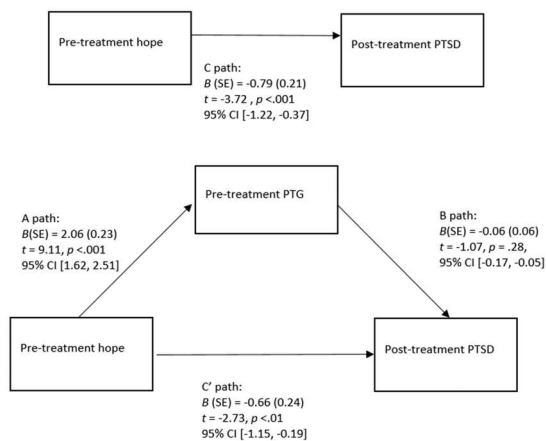 Pre-treatment hope
Post-treatment PTSD
C path:
B (SE) = -0.79 (0.21)
t = -3.72 , p <.001
95% CI [-1.22, -0.37]
Pre-treatment PTG
A path:
B(SE) = 2.06 (0.23)
t = 9.11, p <.001
95% CI [1.62, 2.51]
B path:
B(SE) = -0.06 (0.06)
t = -1.07, p = .28,
95% CI [-0.17, -0.05]
Pre-treatment hope
Post-treatment PTSD
C’ path:
B (SE) = -0.66 (0.24)
t = -2.73, p <.01
95% CI [-1.15, -0.19]